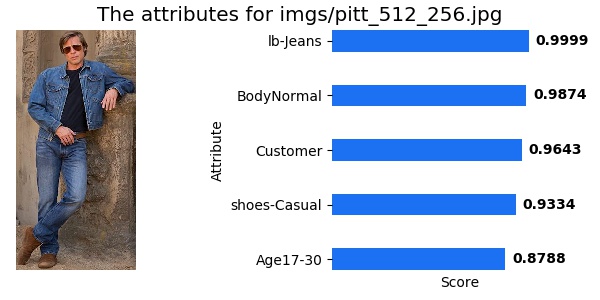 The attributes for imgs/pitt_512_256.jpg
lb-Jeans
0.9999
BodyNormal
0.9874
Customer
0.9643
shoes-Casual
0.9334
Age17-30
0.8788
Attribute
Score